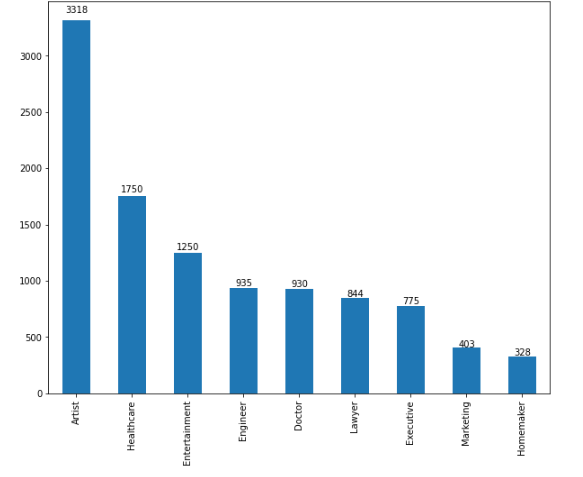 3318
3000
2500
2000
1750
1500
1250
1000
935
930
844
775
500
403
328
0
Artist
Healthcare
Entertainment
Engineer
Doctor
Lawyer
Executive
Marketing
Homemaker